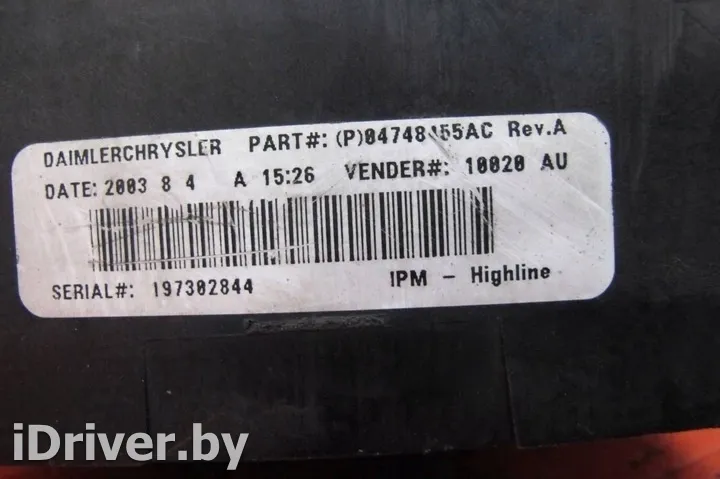 DAIMLERCHRYSLER PART#: Rev.A
DATE: 2003 8 4 A 15:26 VENDER#: 10020 AU
SERIAL#: 197302844 IPM - Highline
iDriver.by